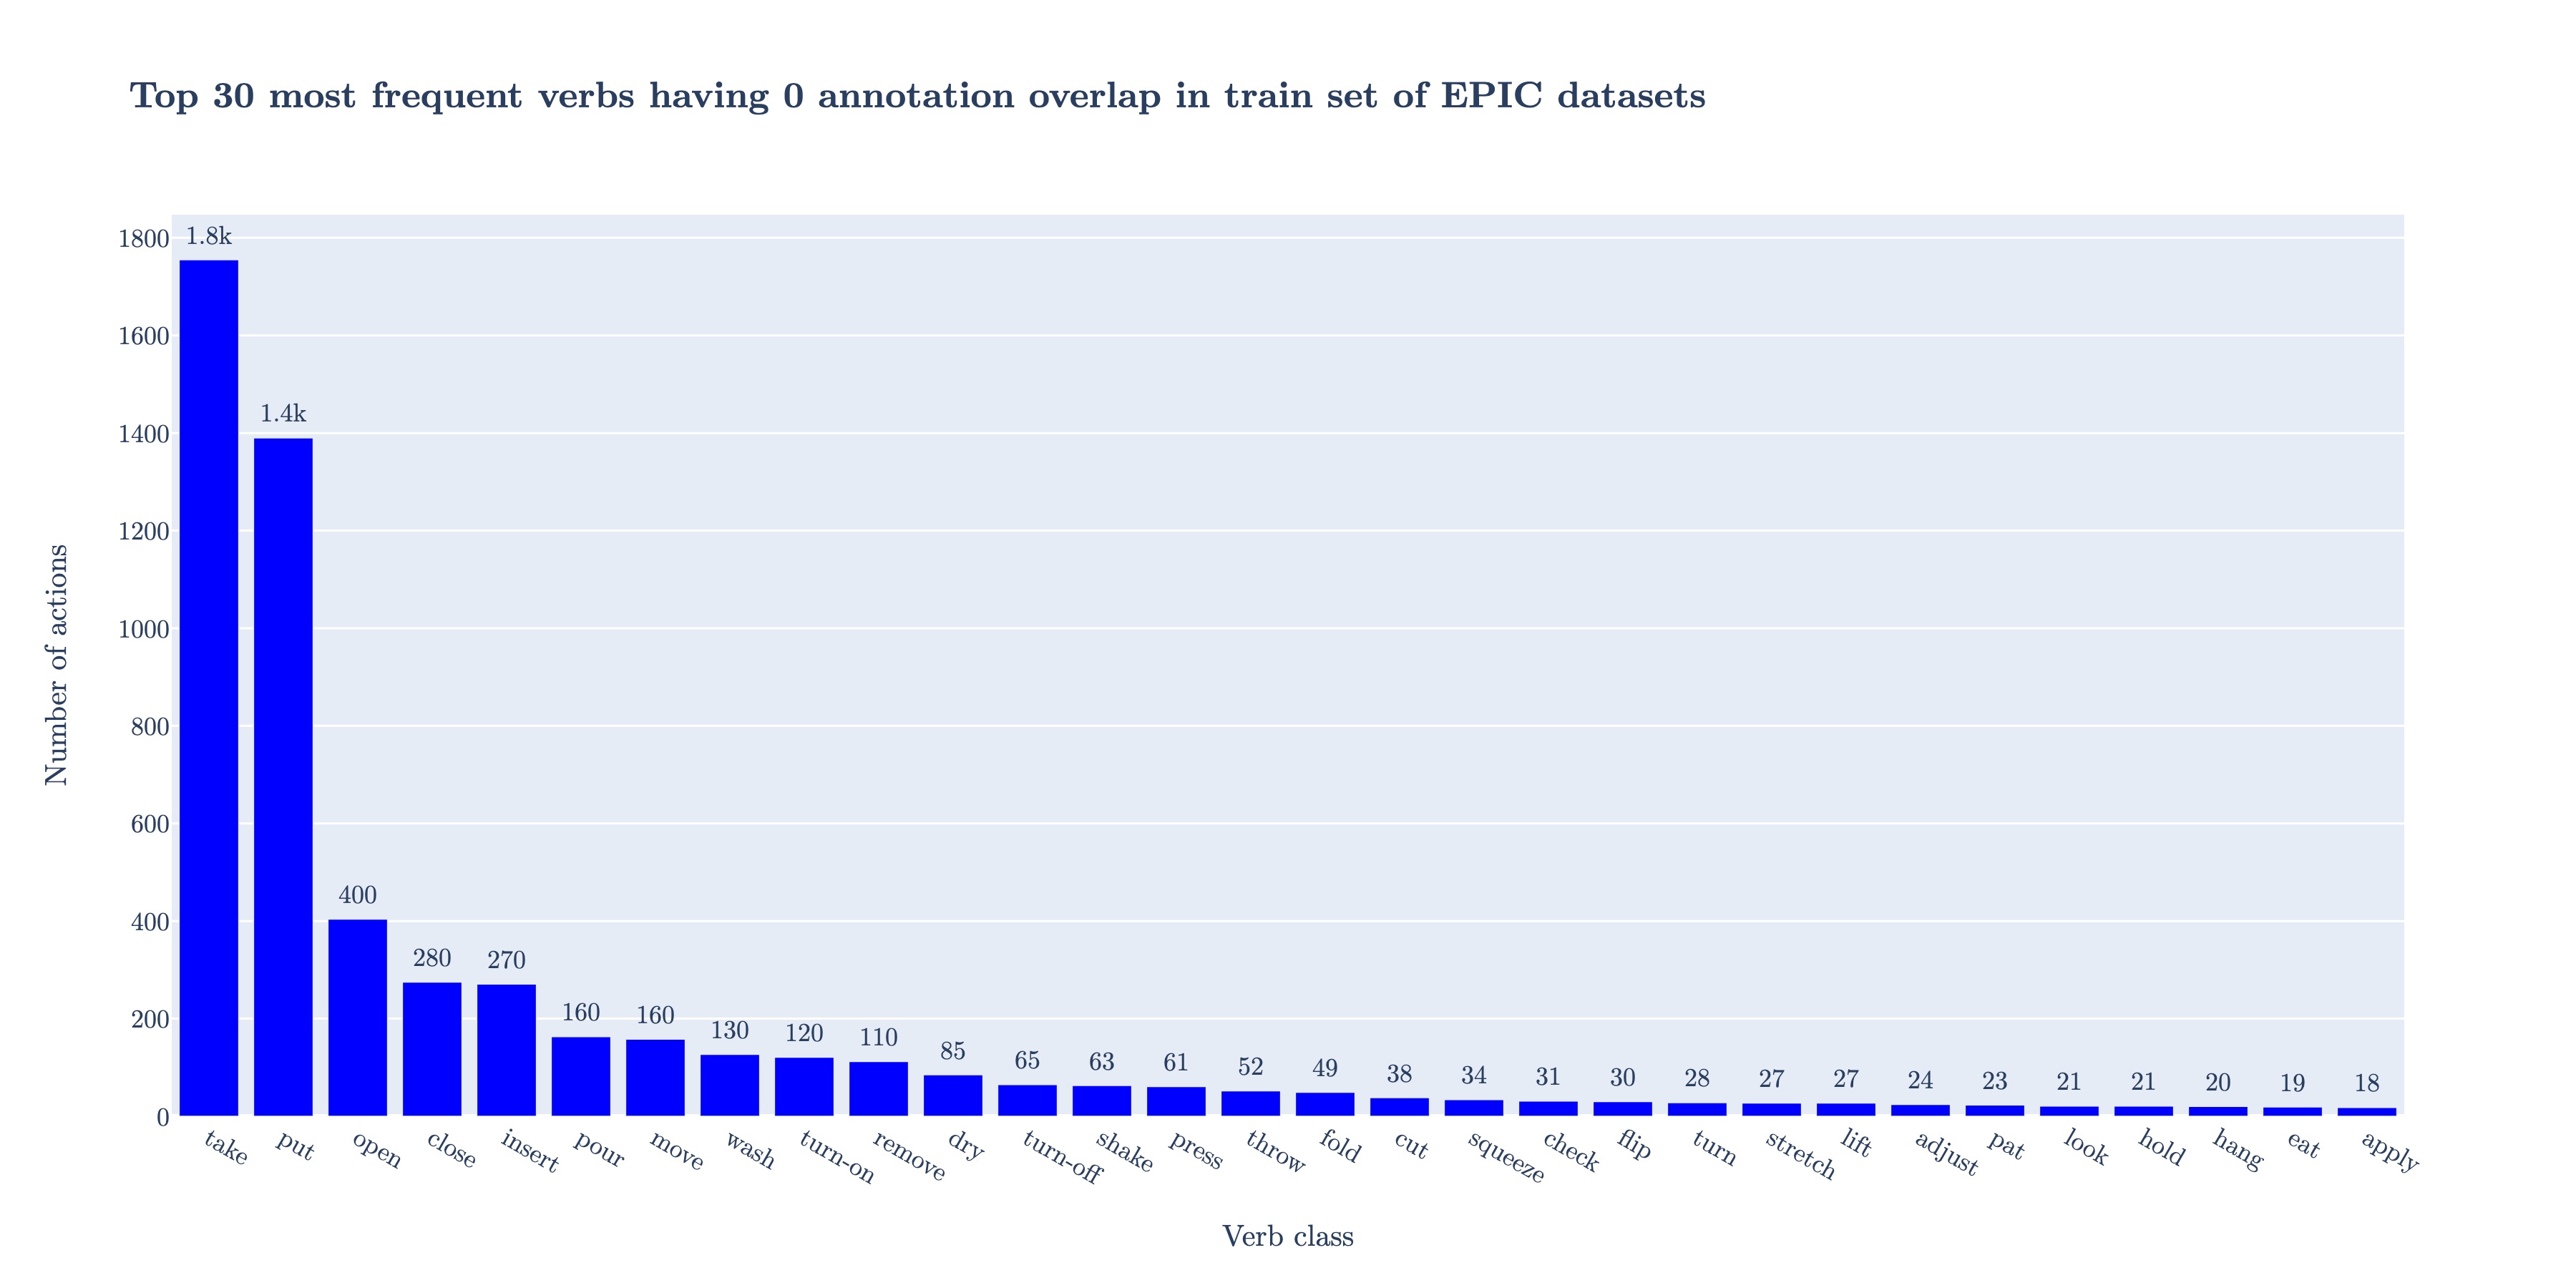 Top 30 most frequent verbs having 0 annotation overlap in train set of EPIC datasets
Number of actions
1800
1600
1400
1200
1000
800
600
400
200
0
1.8k
1.4k
400
280
270
160
160
130
120
110
85
65
63
61
52
49
38
34
31
30
28
27
27
24
23
21
21
20
19
18
take
put
open
close
insert
pour
move
wash
turn-on
remove
dry
turn-off
shake
press
throw
fold
cut
squeeze
check
flip
turn
stretch
lift
adjust
pat
look
hold
hang
eat
apply
Verb class